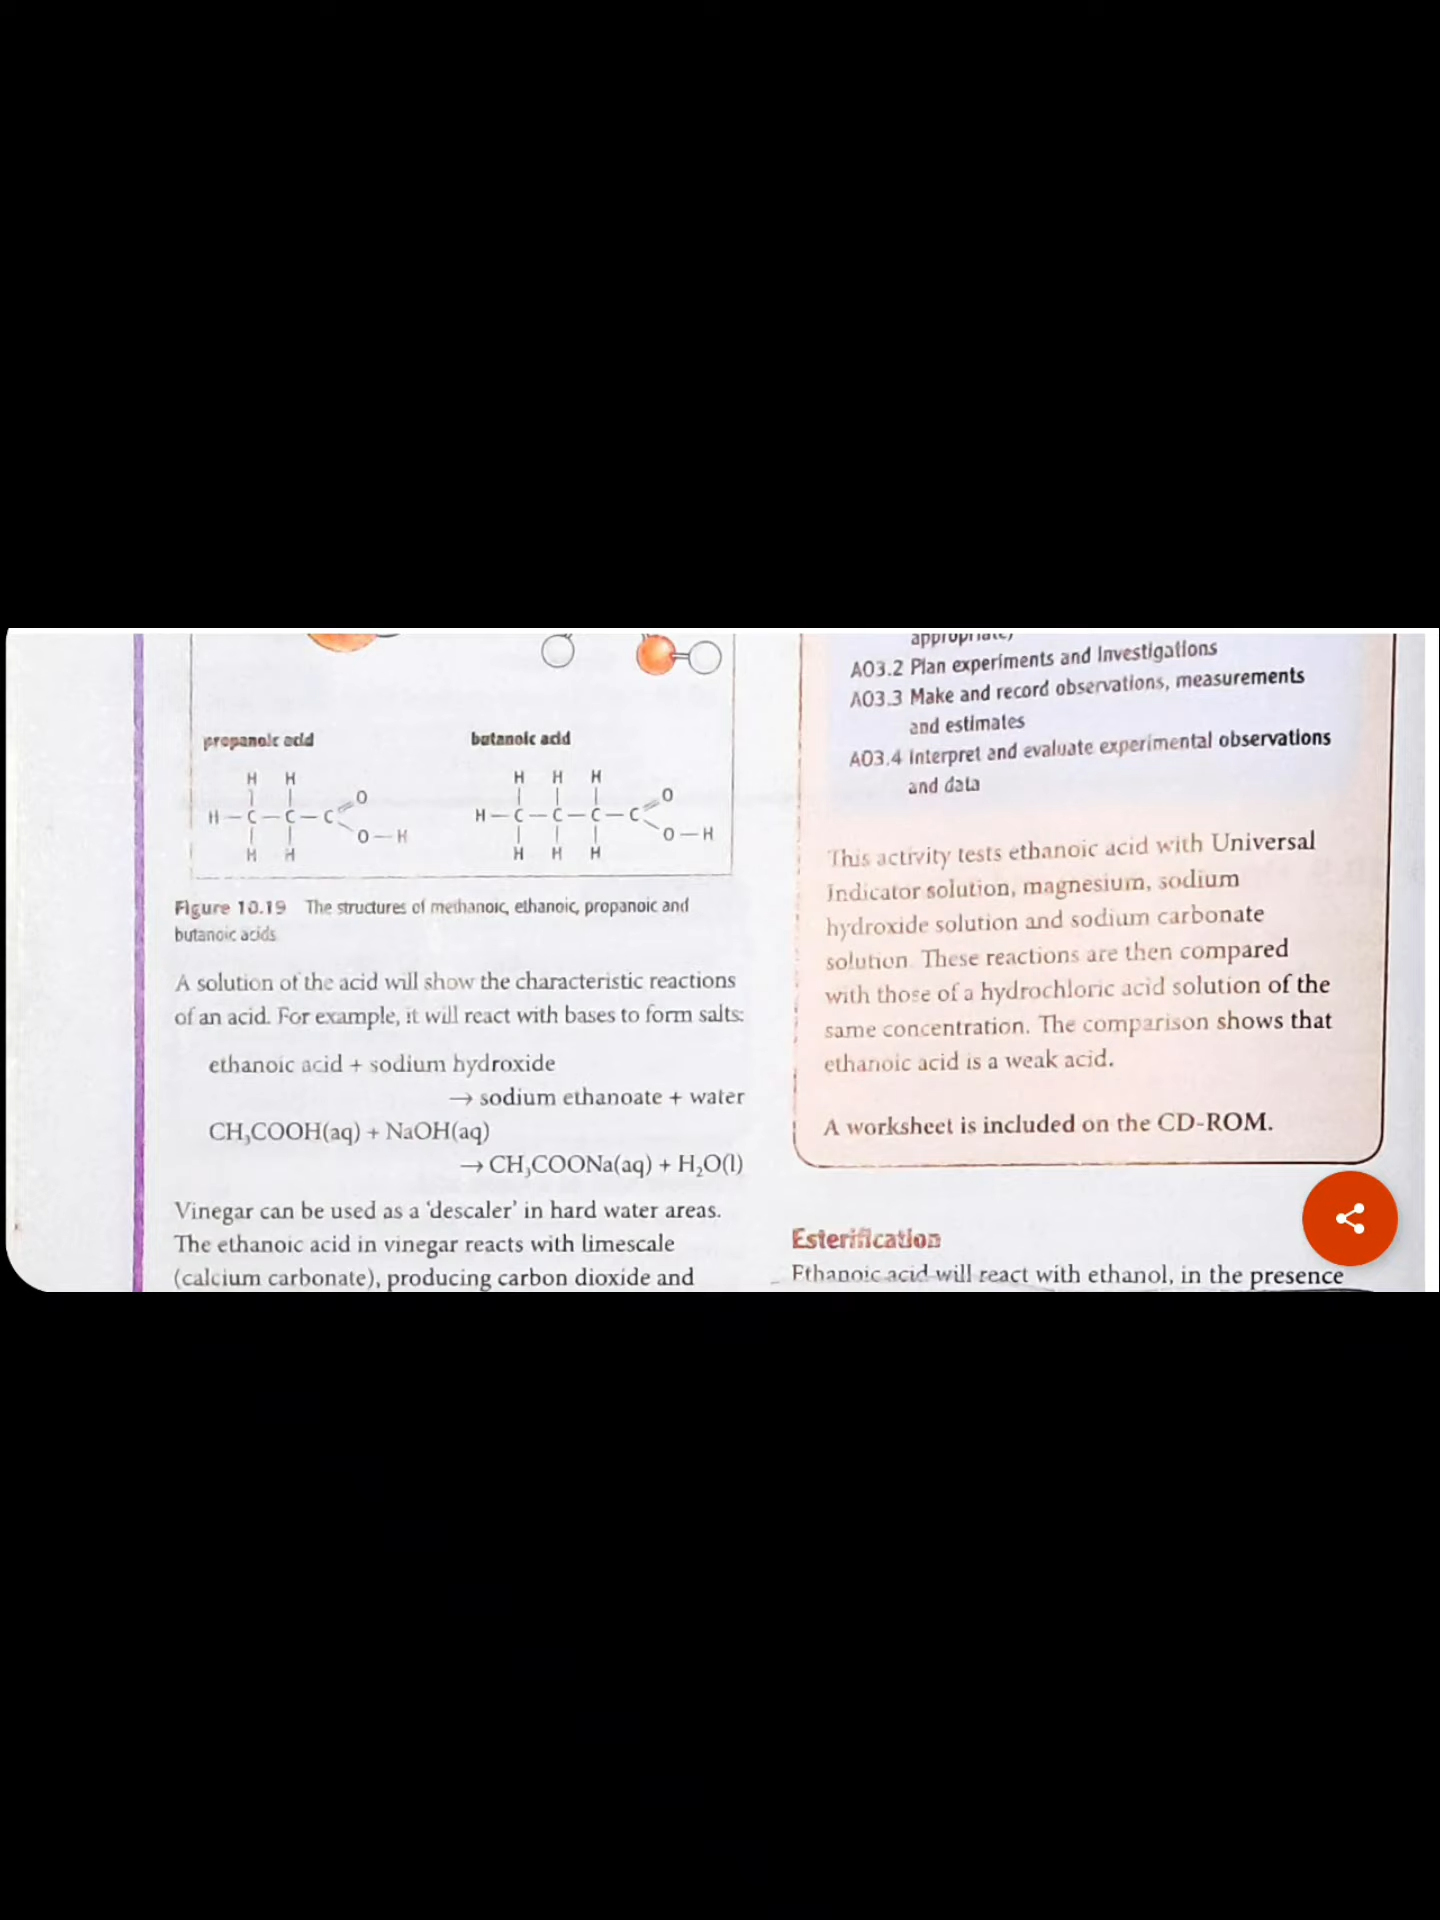 propanoic acid
butanoic acid
H H
H H H
O
O
H—C—C—C
H—C—C—C—C
O—H
O—H
H H
H H H
Figure 10.19 The structures of methanoic, ethanoic, propanoic and
butanoic acids
A solution of the acid will show the characteristic reactions
of an acid. For example, it will react with bases to form salts:
ethanoic acid + sodium hydroxide
→ sodium ethanoate + water
CH₃COOH(aq) + NaOH(aq)
→ CH₃COONa(aq) + H₂O(l)
Vinegar can be used as a ‘descaler’ in hard water areas.
The ethanoic acid in vinegar reacts with limescale
(calcium carbonate), producing carbon dioxide and
appropriate)
AO3.2 Plan experiments and investigations
AO3.3 Make and record observations, measurements
and estimates
AO3.4 Interpret and evaluate experimental observations
and data
This activity tests ethanoic acid with Universal
Indicator solution, magnesium, sodium
hydroxide solution and sodium carbonate
solution. These reactions are then compared
with those of a hydrochloric acid solution of the
same concentration. The comparison shows that
ethanoic acid is a weak acid.
A worksheet is included on the CD-ROM.
Esterification
Ethanoic acid will react with ethanol, in the presence